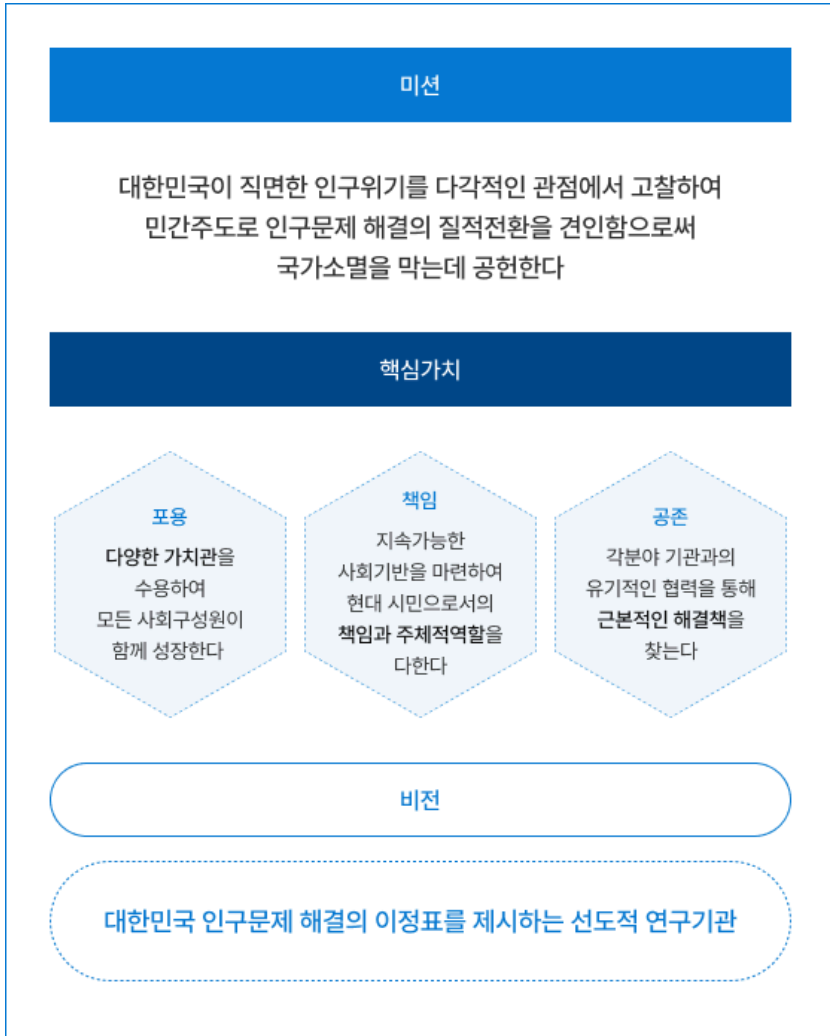 미션
대한민국이 직면한 인구위기를 다각적인 관점에서 고찰하여
민간주도로 인구문제 해결의 질적전환을 견인함으로써
국가소멸을 막는데 공헌한다
핵심가치
포용
다양한 가치관을
수용하여
모든 사회구성원이
함께 성장한다
책임
지속가능한
사회기반을 마련하여
현대 시민으로서의
책임과 주체적역할을
다한다
공존
각분야 기관과의
유기적인 협력을 통해
근본적인 해결책을
찾는다
비전
대한민국 인구문제 해결의 이정표를 제시하는 선도적 연구기관